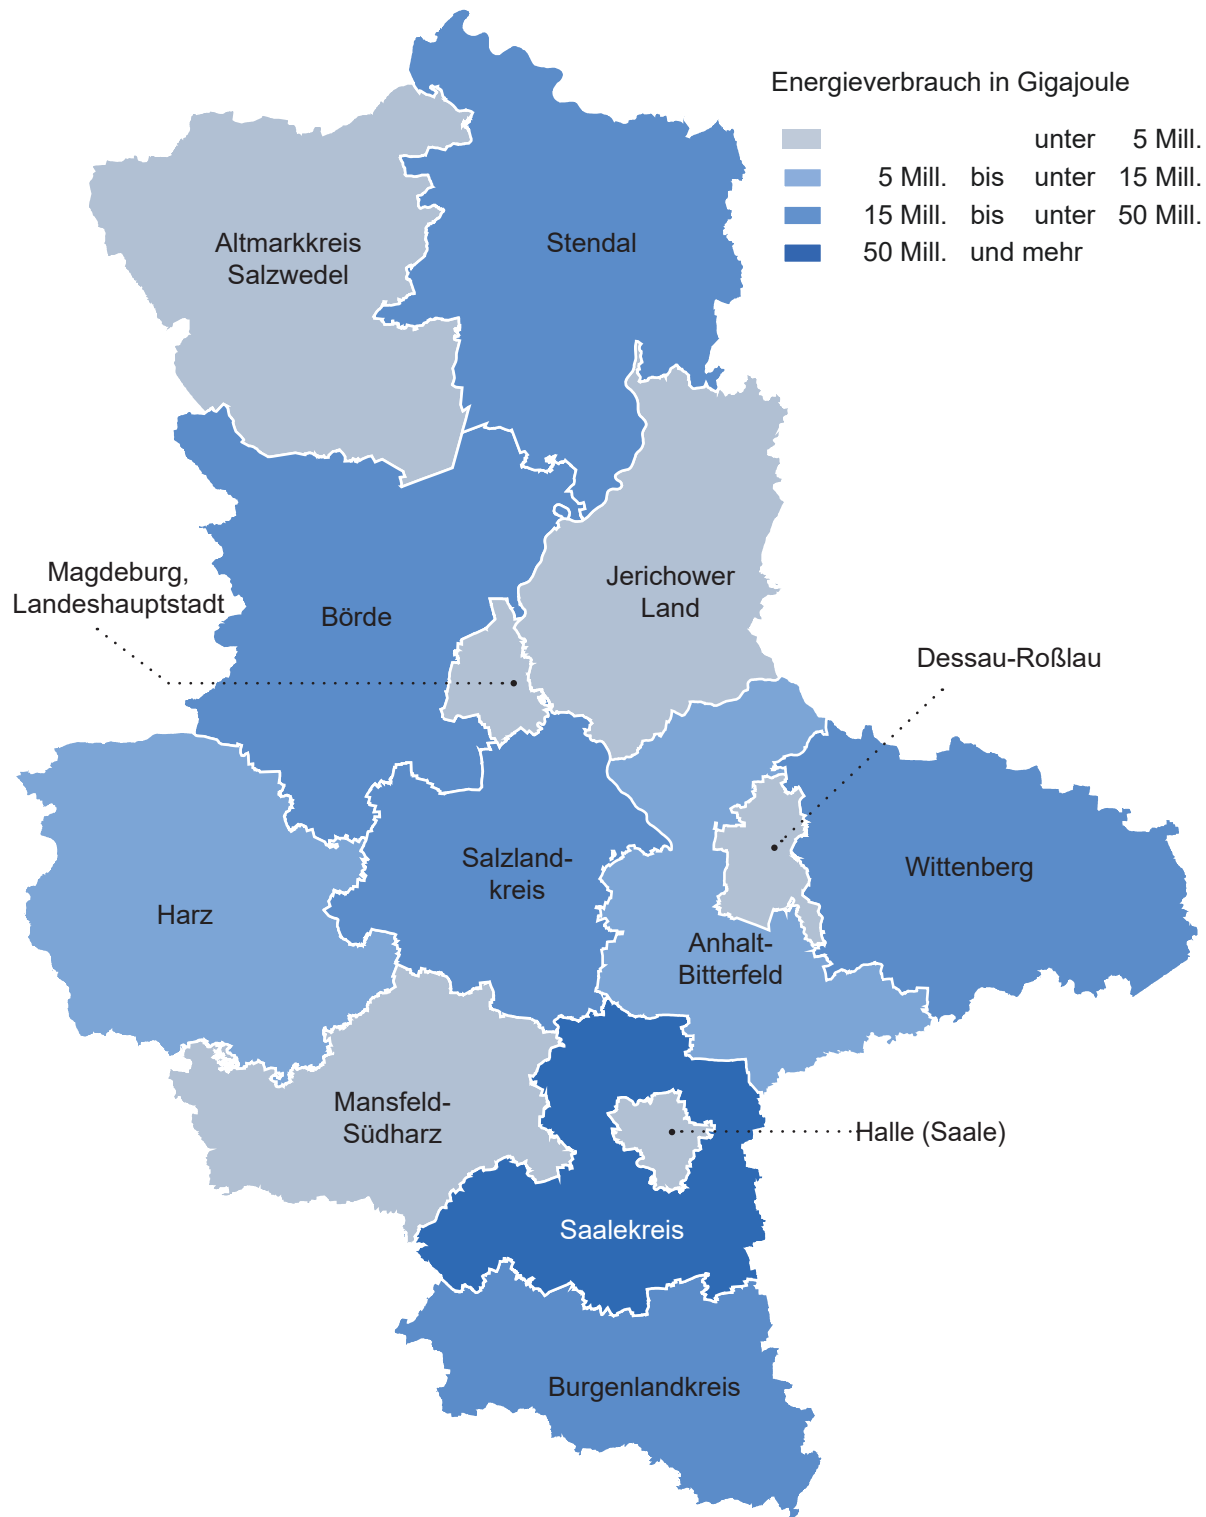 Energieverbrauch in Gigajoule
unter 5 Mill.
5 Mill. bis unter 15 Mill.
15 Mill. bis unter 50 Mill.
50 Mill. und mehr
Altmarkkreis
Salzwedel
Stendal
Magdeburg,
Landeshauptstadt
Börde
Jerichower
Land
Dessau-Roßlau
Harz
Salzland-
kreis
Anhalt-
Bitterfeld
Wittenberg
Mansfeld-
Südharz
Halle (Saale)
Saalekreis
Burgenlandkreis